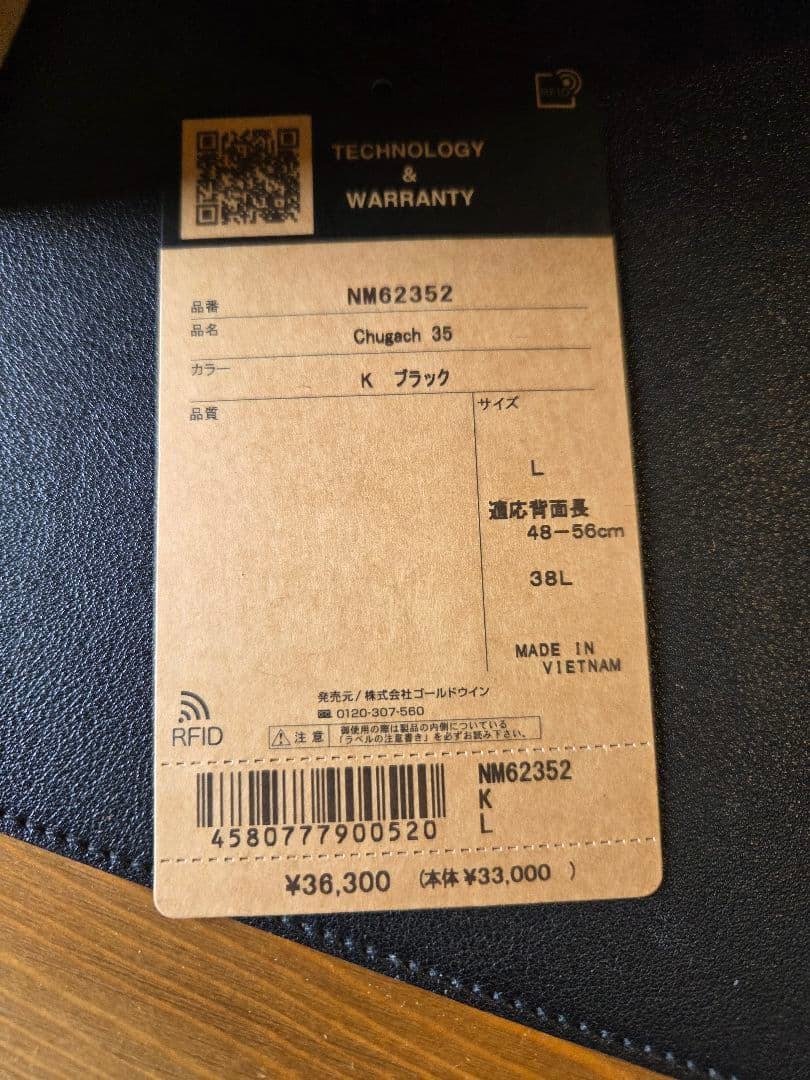 RFID
TECHNOLOGY
&
WARRANTY
品番 NM62352
品名 Chugach 35
カラー K ブラック
品質
サイズ
L
適応背面長
48-56cm
38L
MADE IN
VIETNAM
発売元/株式会社ゴールドウイン
0120-307-560
RFID
注意
御使用の際は製品の内側についている
「ラベルの注意書き」を必ずお読み下さい。
4580777900520
NM62352
K
L
¥36,300 (本体 ¥33,000 )